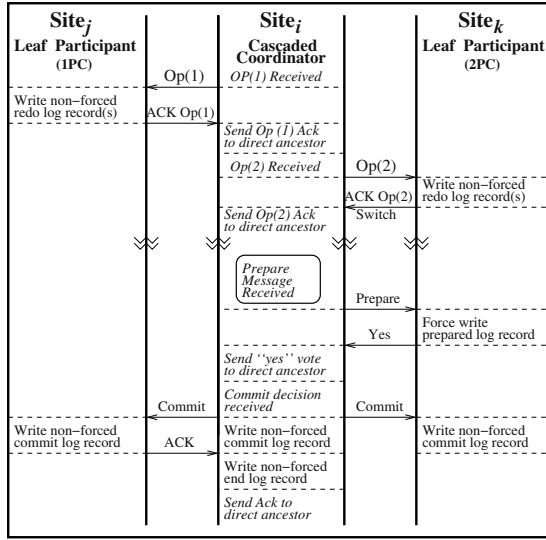 Site_j
Leaf Participant
(1PC)
Site_i
Cascaded
Coordinator
Site_k
Leaf Participant
(2PC)
Op(1)
OP(1) Received
Write non-forced
redo log record(s)
ACK Op(1)
Send Op (1) Ack
to direct ancestor
Op(2) Received
Op(2)
ACK Op(2)
Write non-forced
redo log record(s)
Send Op(2) Ack
to direct ancestor
Switch
Prepare
Message
Received
Prepare
Yes
Force write
prepared log record
Send ‘‘yes’’ vote
to direct ancestor
Commit decision
received
Commit
Commit
Write non-forced
commit log record
ACK
Write non-forced
commit log record
Write non-forced
commit log record
Write non-forced
end log record
Send Ack to
direct ancestor